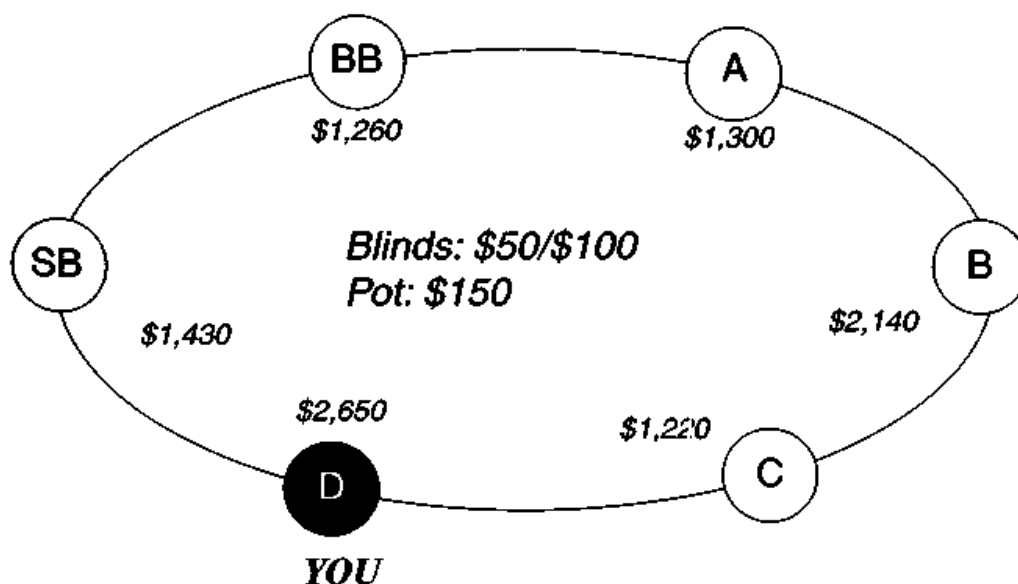 BB
A
$1,260
$1,300
SB
Blinds: $50/$100
Pot: $150
B
$1,430
$2,140
$2,650
$1,220
D
C
YOU